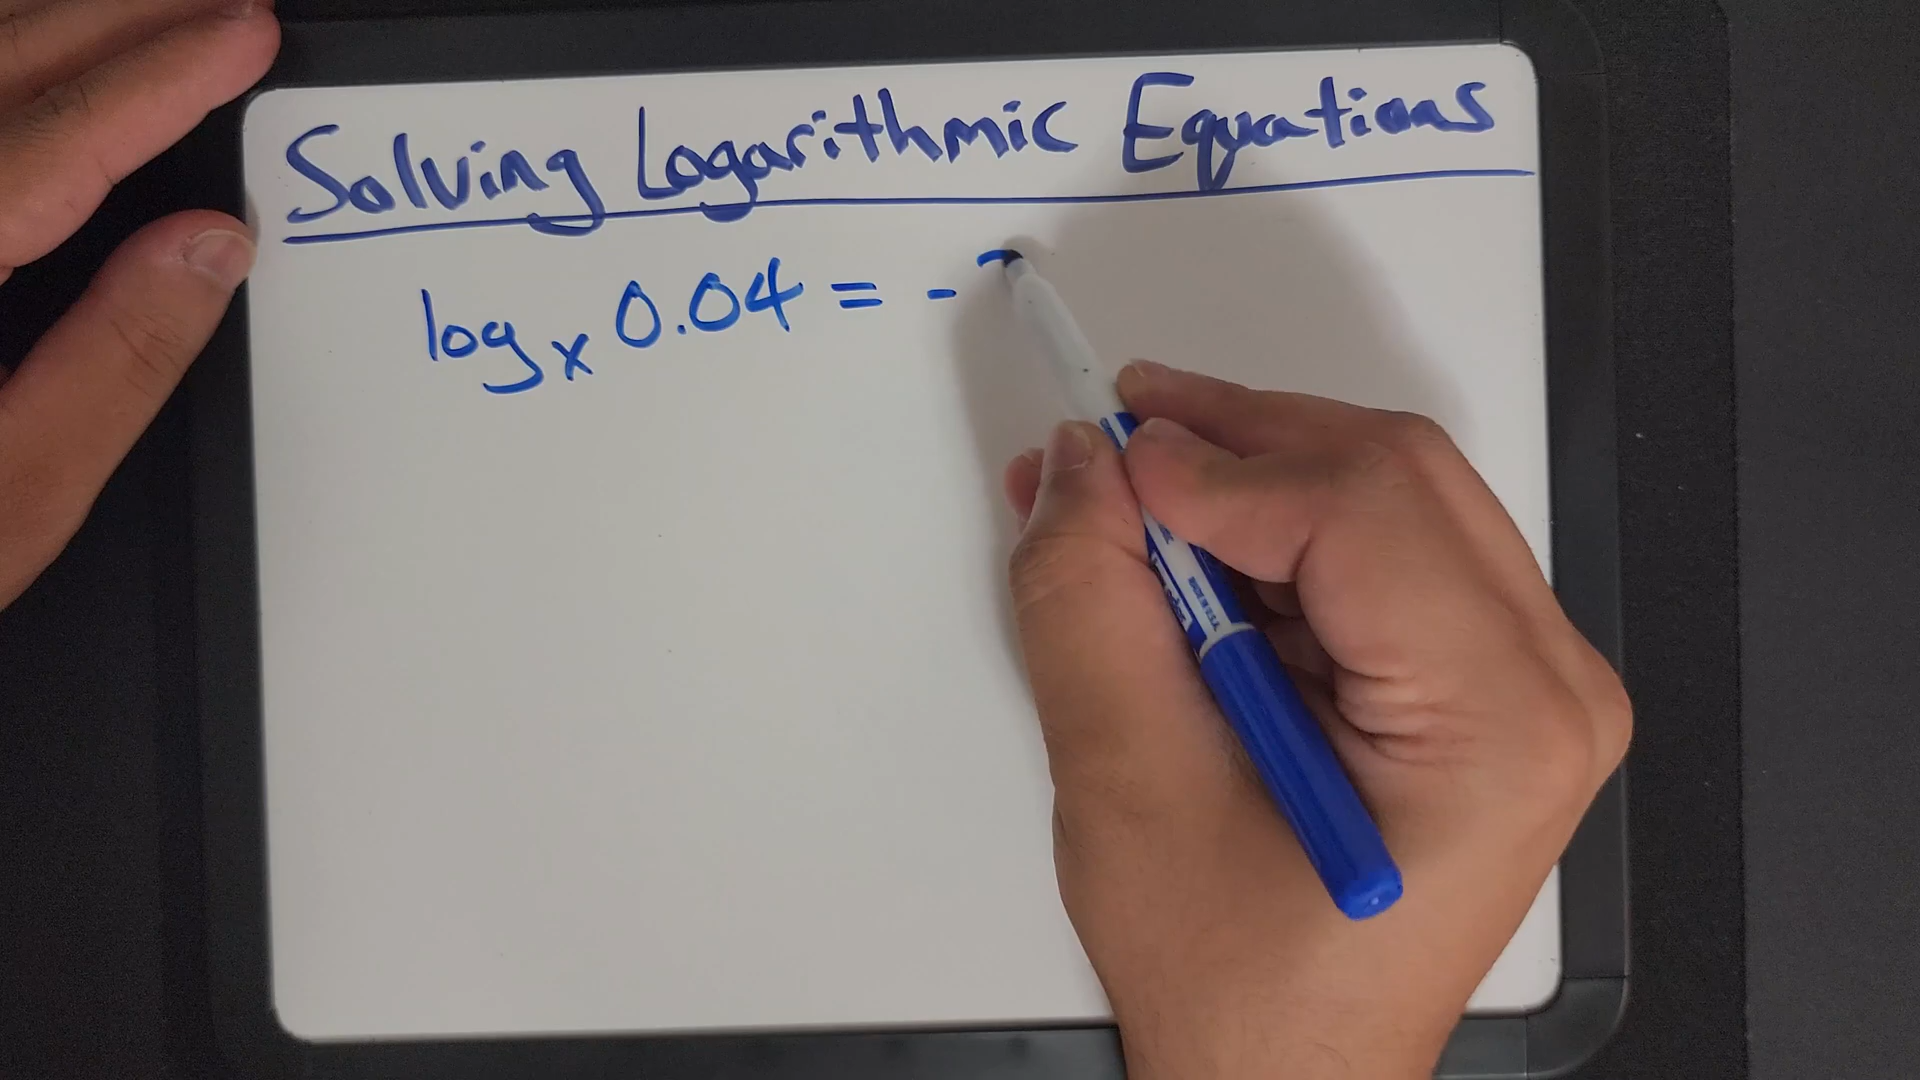 Solving Logarithmic Equations
log x 0.04 = -